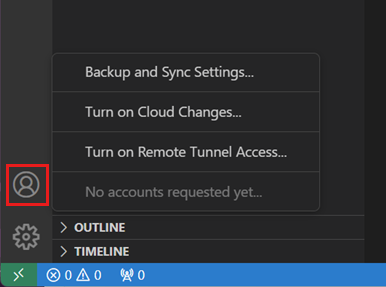 Backup and Sync Settings...
Turn on Cloud Changes...
Turn on Remote Tunnel Access...
No accounts requested yet...
OUTLINE
TIMELINE
0 0 0